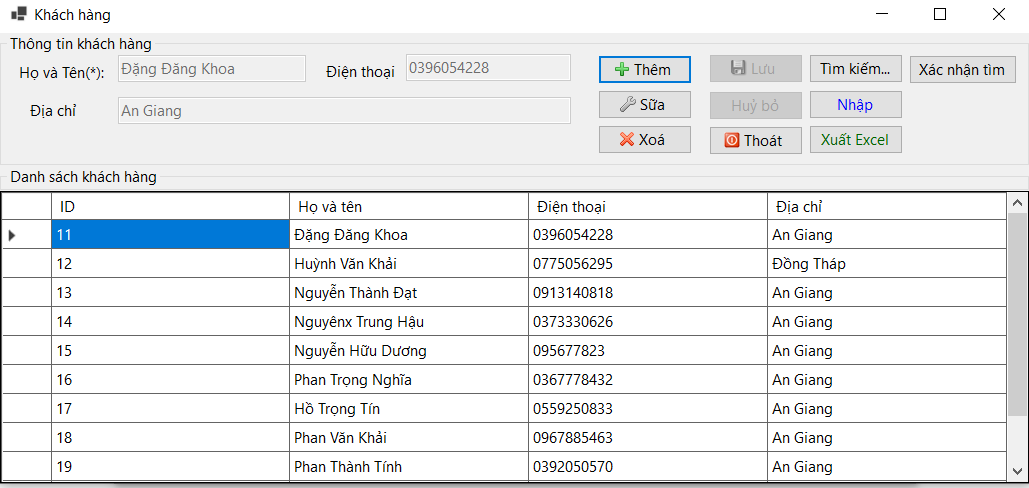 Khách hàng
Thông tin khách hàng
Họ và Tên(*): Đặng Đăng Khoa Điện thoại 0396054228
Địa chỉ An Giang
Thêm Lưu Tìm kiếm... Xác nhận tìm
Sữa Huỷ bỏ Nhập
Xoá Thoát Xuất Excel
Danh sách khách hàng
ID Họ và tên Điện thoại Địa chỉ
11 Đặng Đăng Khoa 0396054228 An Giang
12 Huỳnh Văn Khải 0775056295 Đồng Tháp
13 Nguyễn Thành Đạt 0913140818 An Giang
14 Nguyênx Trung Hậu 0373330626 An Giang
15 Nguyễn Hữu Dương 095677823 An Giang
16 Phan Trọng Nghĩa 0367778432 An Giang
17 Hồ Trọng Tín 0559250833 An Giang
18 Phan Văn Khải 0967885463 An Giang
19 Phan Thành Tính 0392050570 An Giang